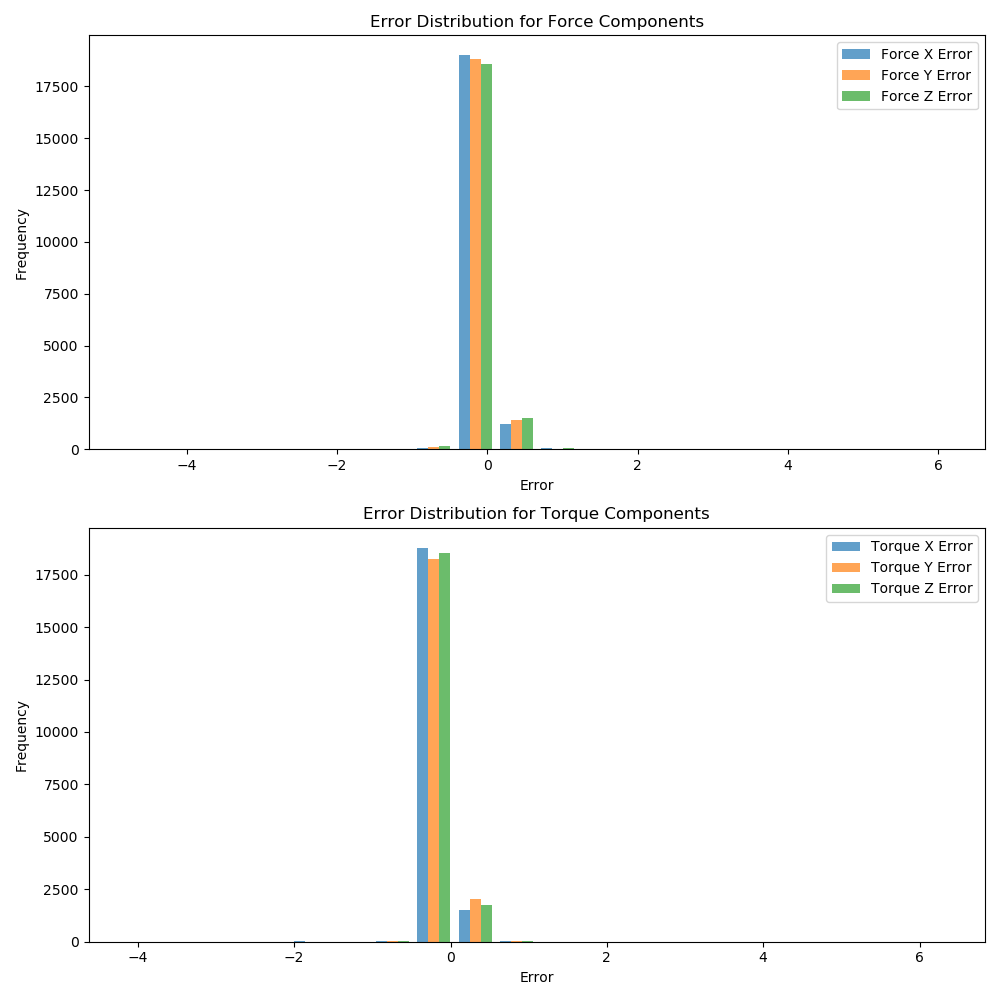 Error Distribution for Force Components
Force X Error
Force Y Error
Force Z Error
17500
15000
12500
10000
7500
5000
2500
0
Frequency
−4
−2
0
2
4
6
Error
Error Distribution for Torque Components
Torque X Error
Torque Y Error
Torque Z Error
17500
15000
12500
10000
7500
5000
2500
0
Frequency
−4
−2
0
2
4
6
Error